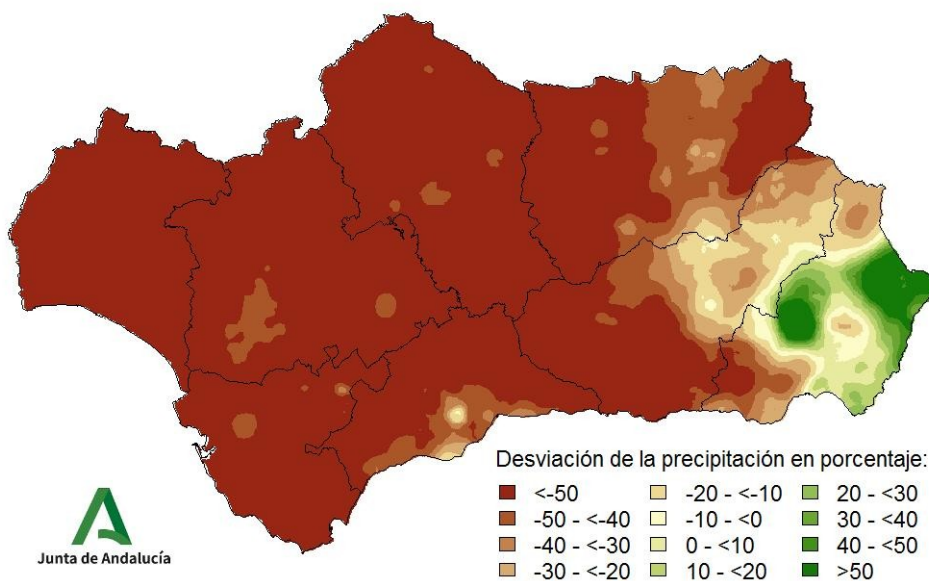 Desviación de la precipitación en porcentaje:
<-50
-50 - <-40
-40 - <-30
-30 - <-20
-20 - <-10
-10 - <0
0 - <10
10 - <20
20 - <30
30 - <40
40 - <50
>50
Junta de Andalucía